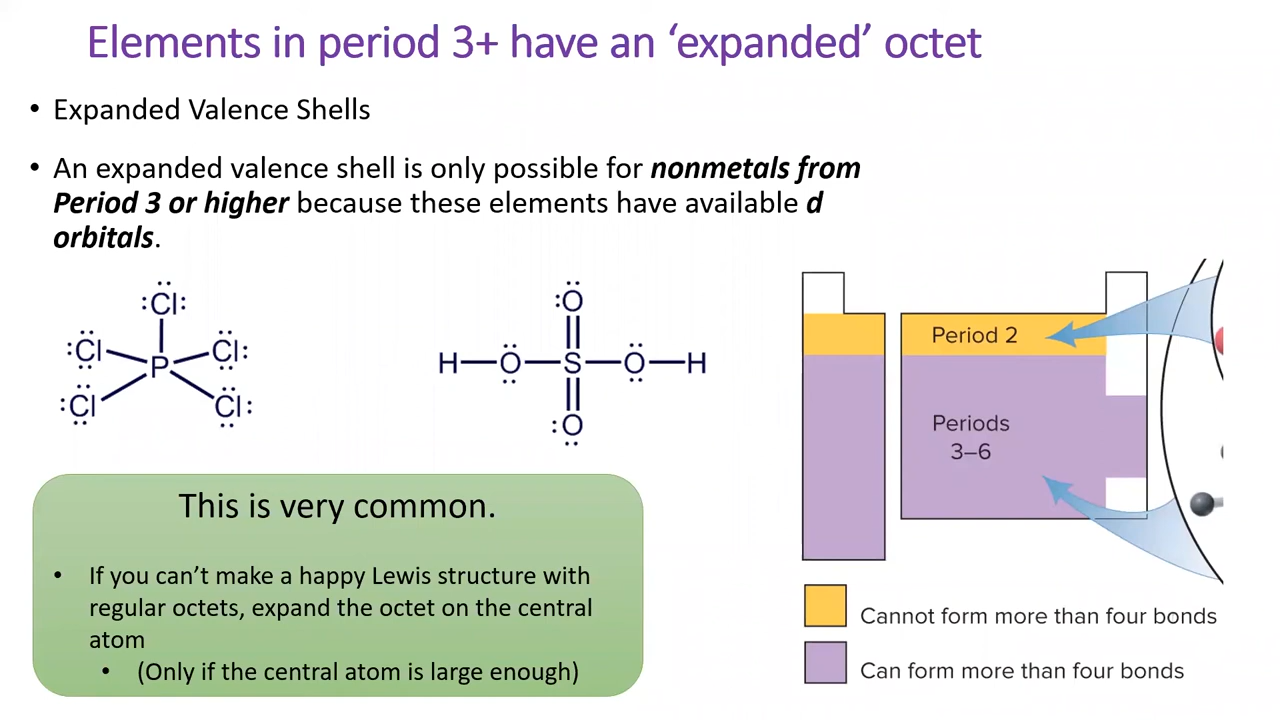 Elements in period 3+ have an ‘expanded’ octet
• Expanded Valence Shells
• An expanded valence shell is only possible for nonmetals from
Period 3 or higher because these elements have available d
orbitals.
Cl
Cl Cl
P
Cl Cl
O
H O S O H
O
Period 2
Periods
3–6
This is very common.
• If you can’t make a happy Lewis structure with
regular octets, expand the octet on the central
atom
• (Only if the central atom is large enough)
Cannot form more than four bonds
Can form more than four bonds